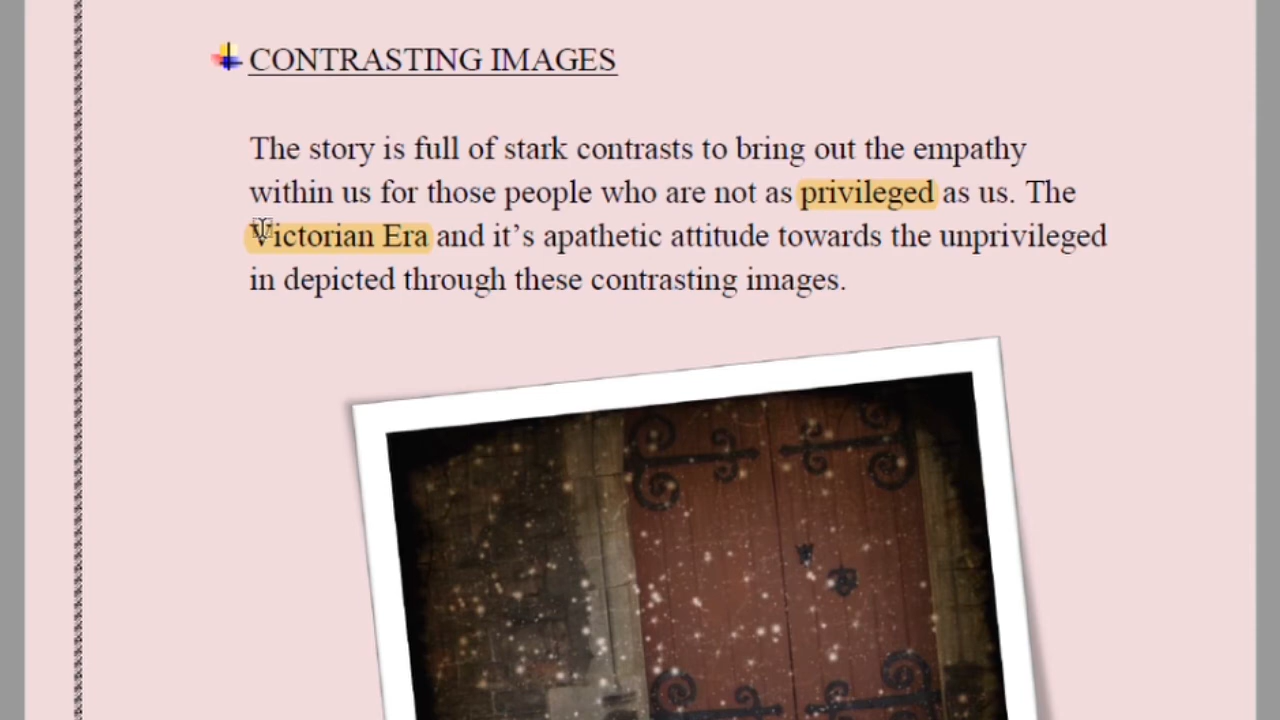 CONTRASTING IMAGES
The story is full of stark contrasts to bring out the empathy
within us for those people who are not as privileged as us. The
Victorian Era and it’s apathetic attitude towards the unprivileged
in depicted through these contrasting images.